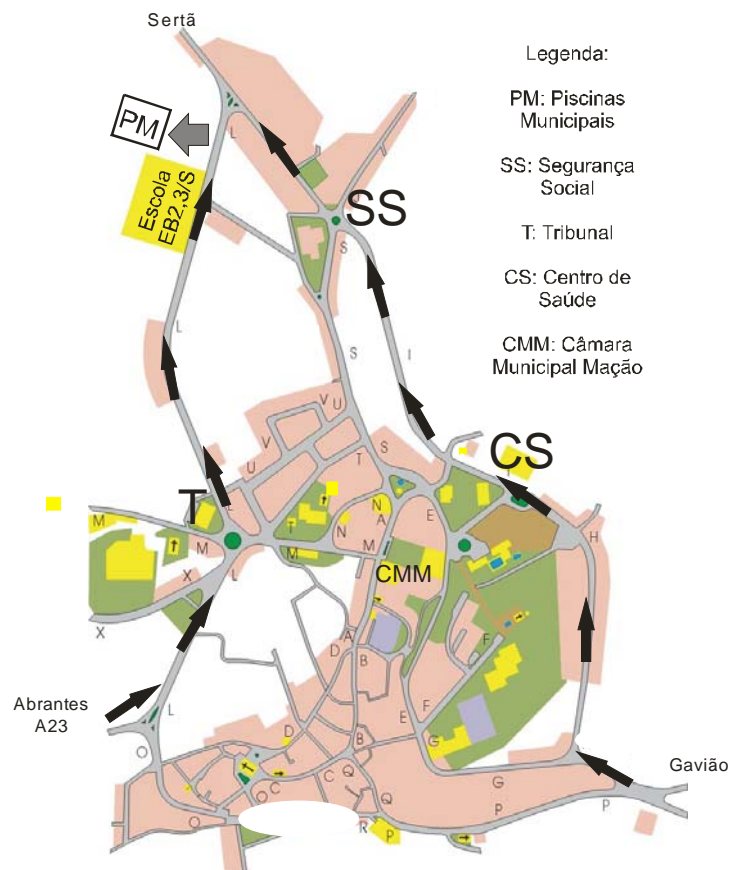 Sertã
Legenda:
PM: Piscinas
Municipais
SS: Segurança
Social
T: Tribunal
CS: Centro de
Saúde
CMM: Câmara
Municipal Mação
PM
L
Escola
EB2,3/S
SS
S
L
S
I
V
U
V
S
U
T
CS
T
L
N
N
A
E
M
T
H
M
M
M
CMM
X
L
X
A
D
B
F
Abrantes
A23
L
F
E
O
D
B
G
Gavião
C
Q
G
C
O
Q
P
P
O
R
P